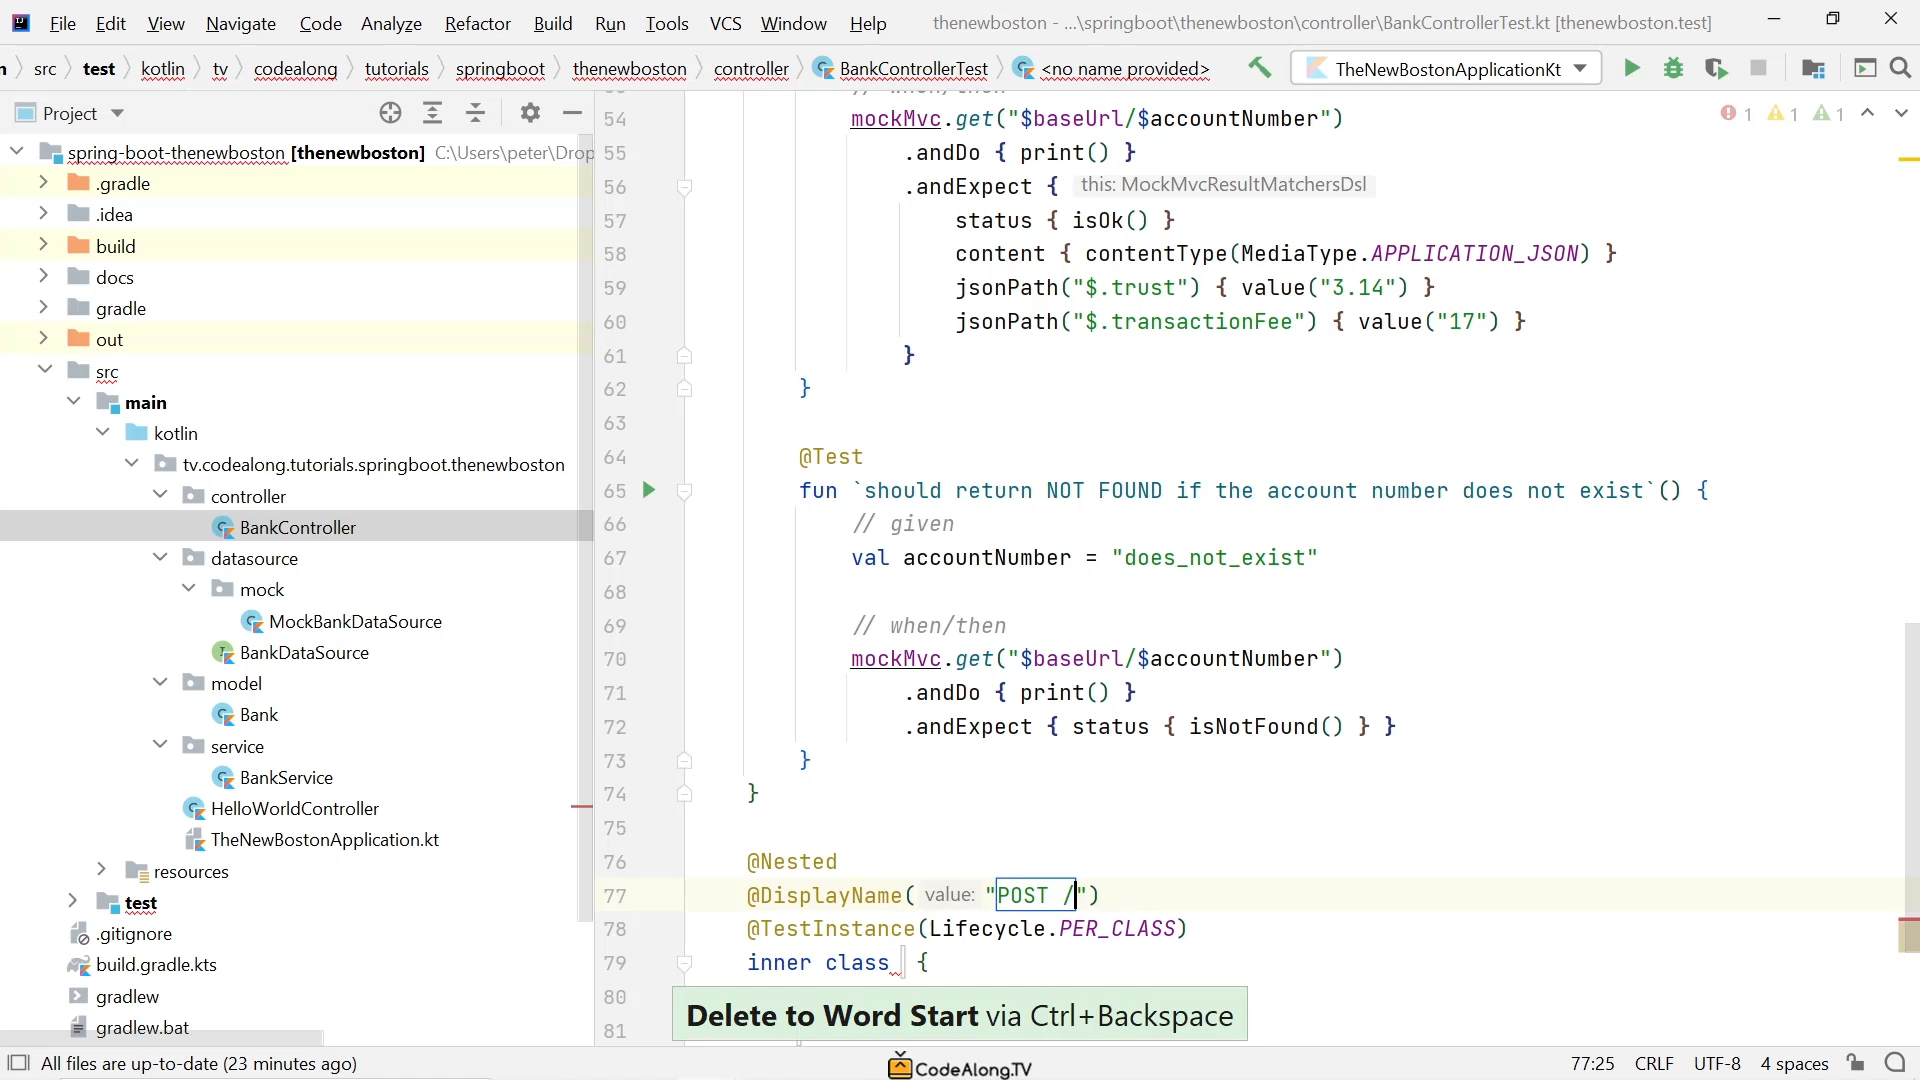 File Edit View Navigate Code Analyze Refactor Build Run Tools VCS Window Help thenewboston - ...\springboot\thenewboston\controller\BankControllerTest.kt [thenewboston.test]
src test kotlin tv codealong tutorials springboot thenewboston controller BankControllerTest <no name provided> TheNewBostonApplicationKt
Project
1 1 1
spring-boot-thenewboston [thenewboston] C:\Users\peter\Drop
.gradle
.idea
build
docs
gradle
out
src
main
kotlin
tv.codealong.tutorials.springboot.thenewboston
controller
BankController
datasource
mock
MockBankDataSource
BankDataSource
model
Bank
service
BankService
HelloWorldController
TheNewBostonApplication.kt
resources
test
.gitignore
build.gradle.kts
gradlew
gradlew.bat
// when/then
54 mockMvc.get("$baseUrl/$accountNumber")
55 .andDo { print() }
56 .andExpect { this: MockMvcResultMatchersDsl
57 status { isOk() }
58 content { contentType(MediaType.APPLICATION_JSON) }
59 jsonPath("$.trust") { value("3.14") }
60 jsonPath("$.transactionFee") { value("17") }
61 }
62 }
63
64 @Test
65 fun `should return NOT FOUND if the account number does not exist`() {
66 // given
67 val accountNumber = "does_not_exist"
68
69 // when/then
70 mockMvc.get("$baseUrl/$accountNumber")
71 .andDo { print() }
72 .andExpect { status { isNotFound() } }
73 }
74 }
75
76 @Nested
77 @DisplayName( value: "POST /")
78 @TestInstance(Lifecycle.PER_CLASS)
79 inner class {
80
81
Delete to Word Start via Ctrl+Backspace
All files are up-to-date (23 minutes ago)
CodeAlong.TV
77:25 CRLF UTF-8 4 spaces